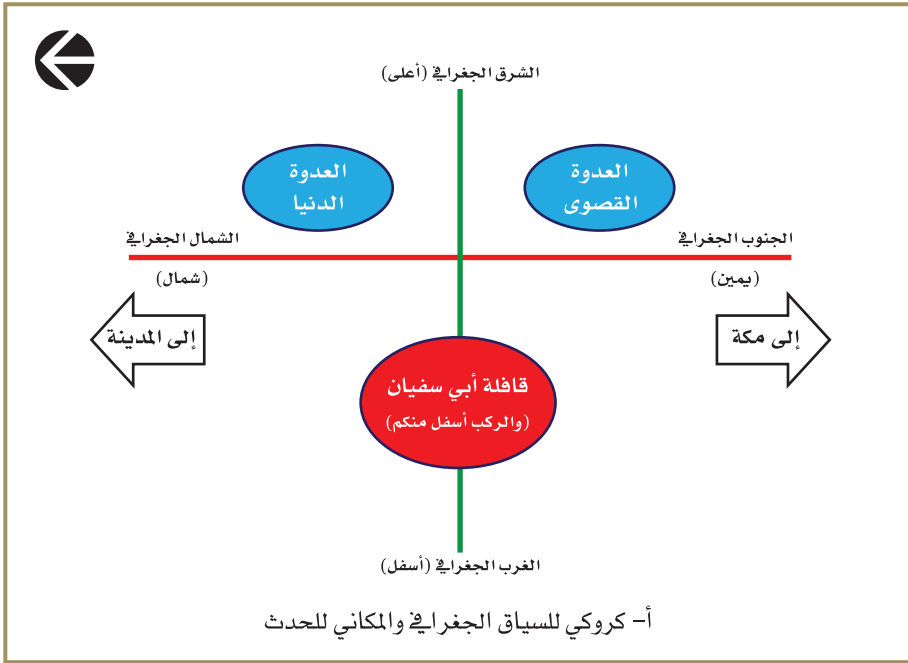 الشرق الجغرافي (أعلى)
العدوة
القصوى
العدوة
الدنيا
الجنوب الجغرافي
الشمال الجغرافي
(يمين)
(شمال)
إلى مكة
إلى المدينة
قافلة أبي سفيان
(والركب أسفل منكم)
الغرب الجغرافي (أسفل)
أ- كروكي للسياق الجغرافي والمكاني للحدث